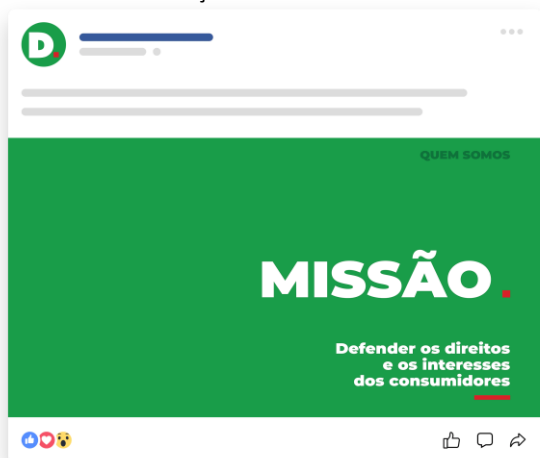 D.
QUEM SOMOS
MISSÃO.
Defender os direitos
e os interesses
dos consumidores